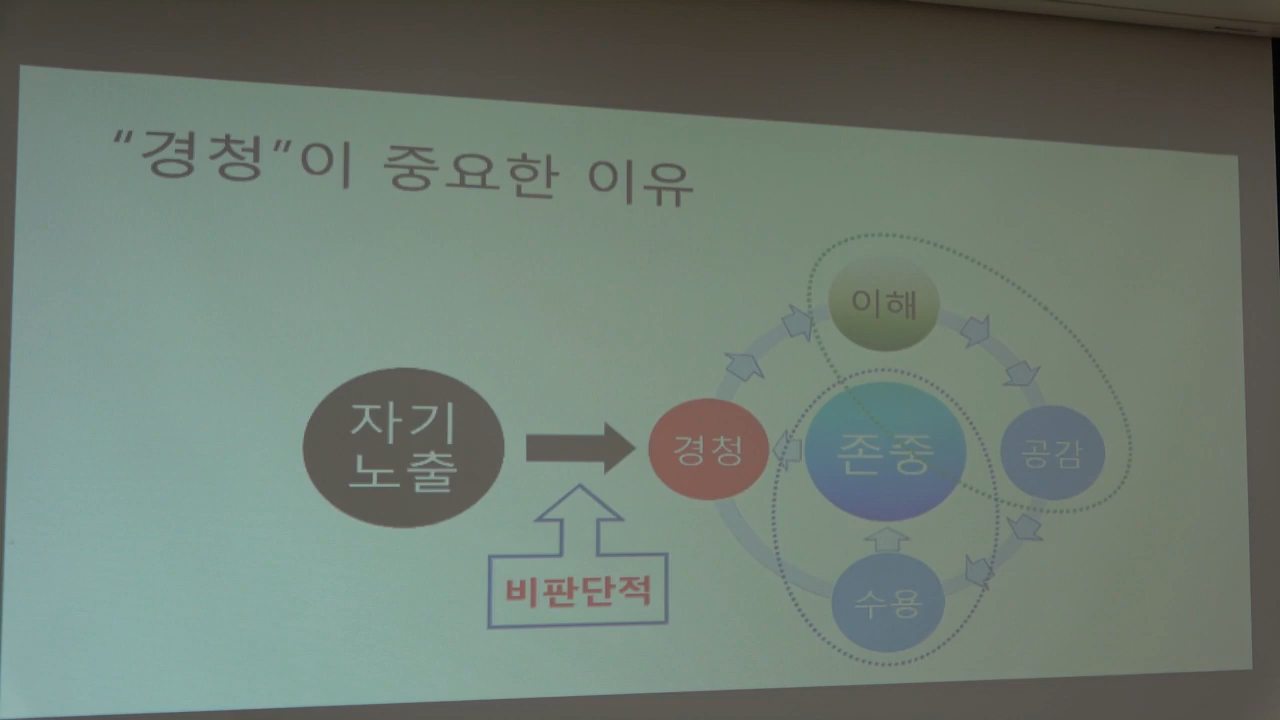 “경청”이 중요한 이유
자기
노출
비판단적
경청
이해
존중
공감
수용